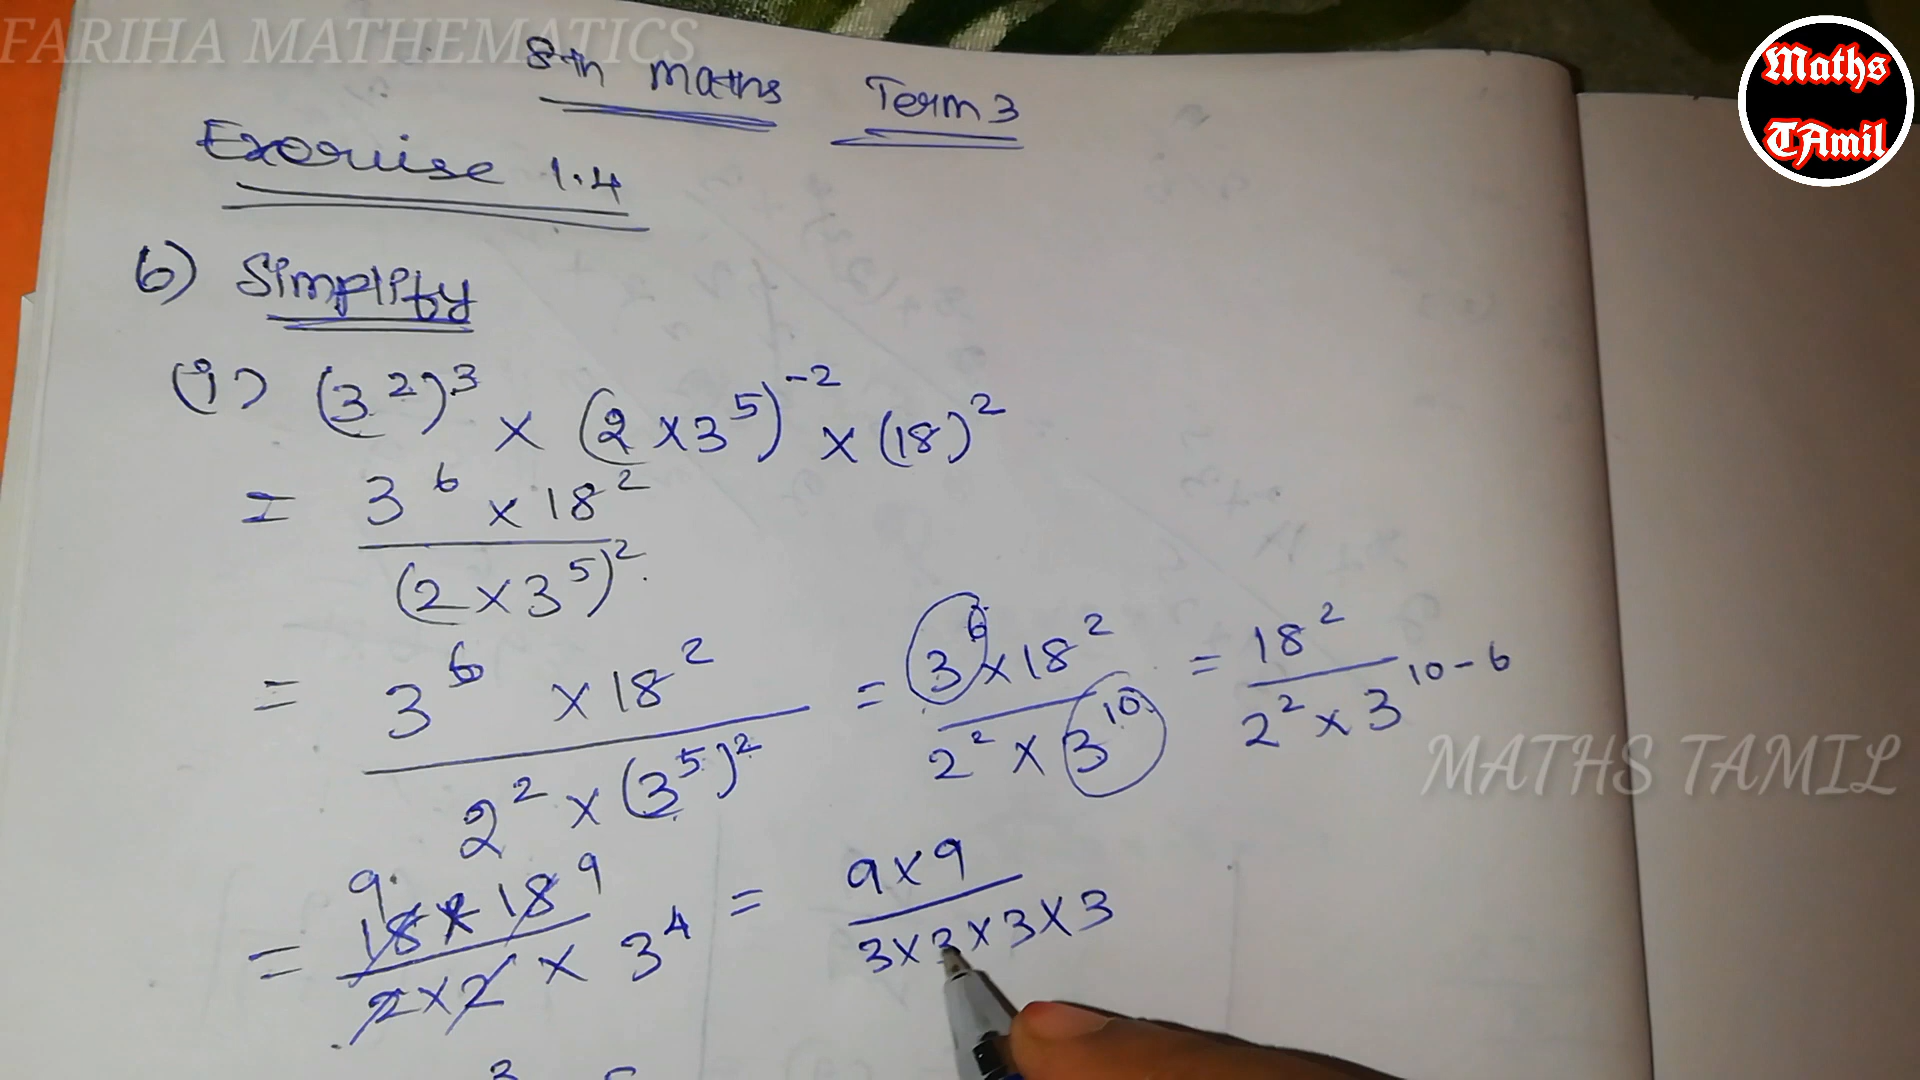 FARIHA MATHEMATICS
Maths
TAmil
8th maths Term 3
Exercise 1.4
6) Simplify
(i) (3²)³ × (2 × 3⁵)⁻² × (18)²
= 3⁶ × 18² / (2 × 3⁵)²
= 3⁶ × 18² / 2² × (3⁵)² = 3⁶ × 18² / 2² × 3¹⁰ = 18² / 2² × 3¹⁰⁻⁶
MATHS TAMIL
9 9
= 18 × 18 / 2 × 2 × 3⁴ = 9 × 9 / 3 × 3 × 3 × 3